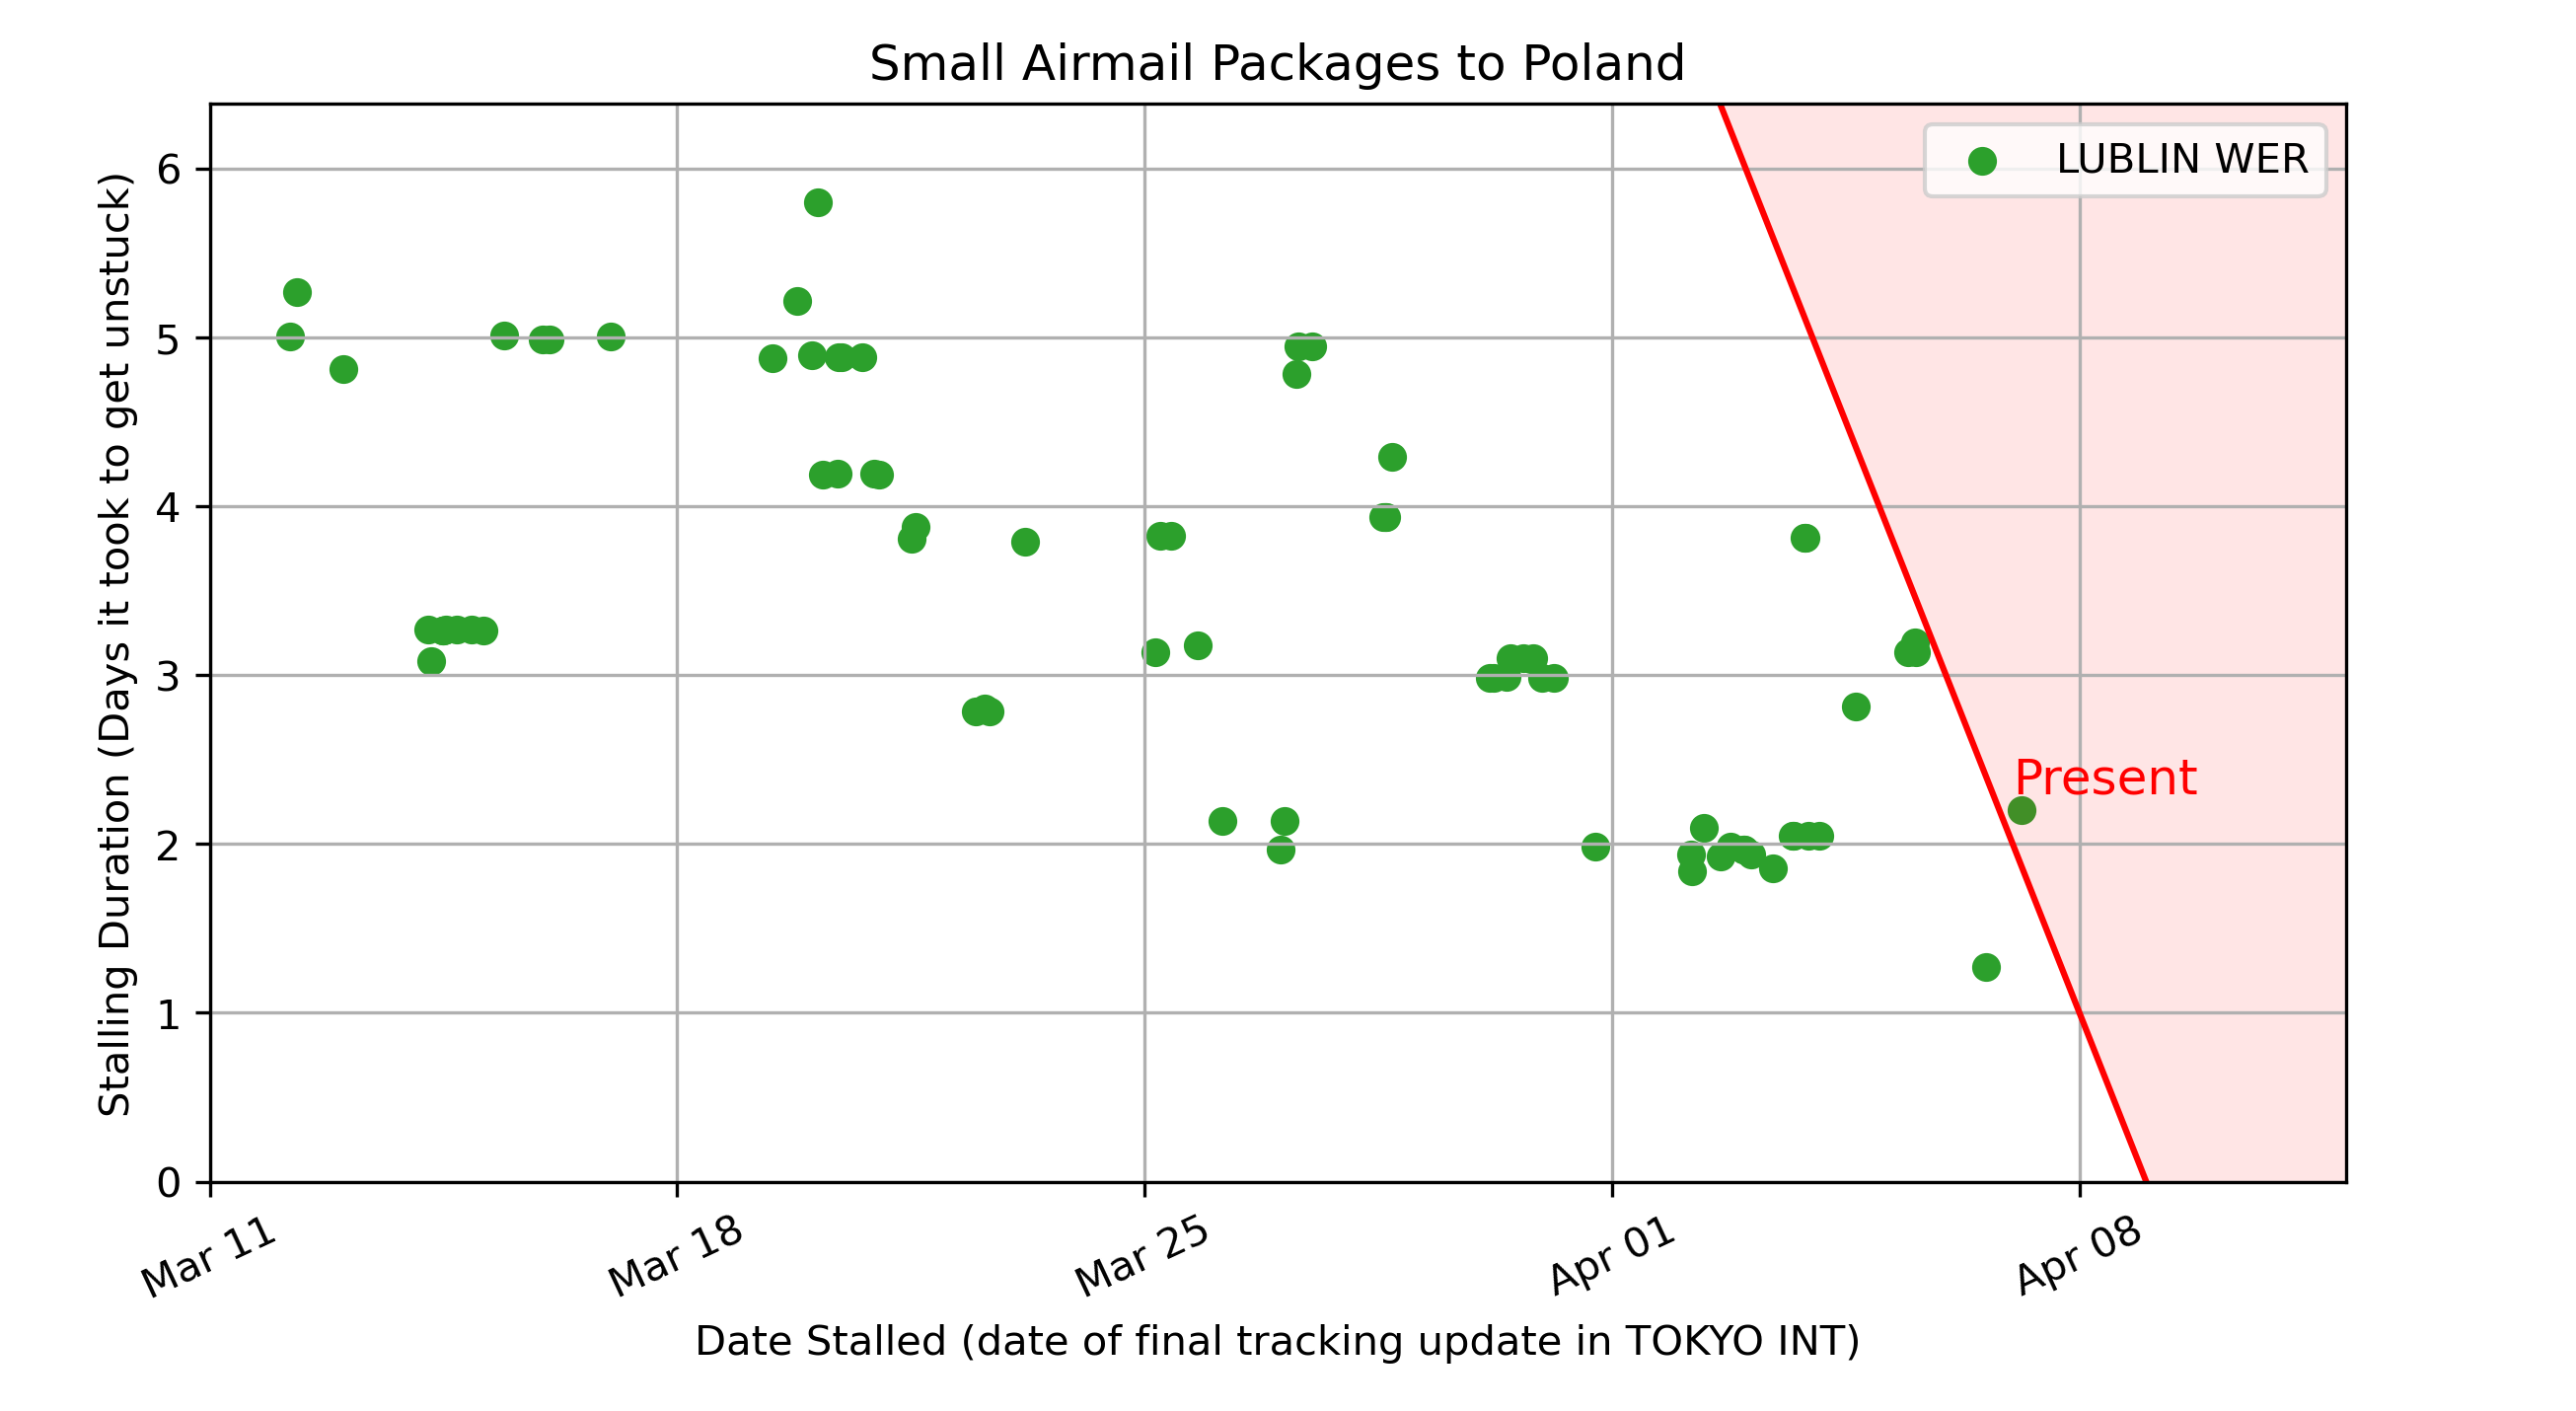 Small Airmail Packages to Poland
LUBLIN WER
Stalling Duration (Days it took to get unstuck)
6
5
4
3
2
1
0
Present
Mar 11
Mar 18
Mar 25
Apr 01
Apr 08
Date Stalled (date of final tracking update in TOKYO INT)